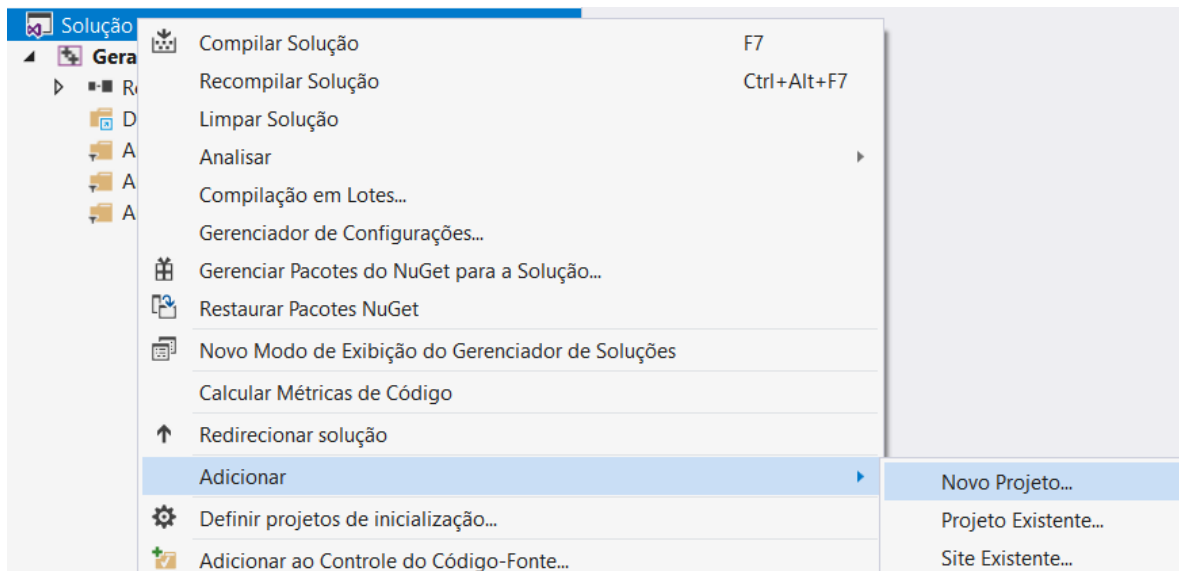 Solução
Gera
R
D
A
A
A
Compilar Solução F7
Recompilar Solução Ctrl+Alt+F7
Limpar Solução
Analisar
Compilação em Lotes...
Gerenciador de Configurações...
Gerenciar Pacotes do NuGet para a Solução...
Restaurar Pacotes NuGet
Novo Modo de Exibição do Gerenciador de Soluções
Calcular Métricas de Código
Redirecionar solução
Adicionar
Definir projetos de inicialização...
Adicionar ao Controle do Código-Fonte...
Novo Projeto...
Projeto Existente...
Site Existente...